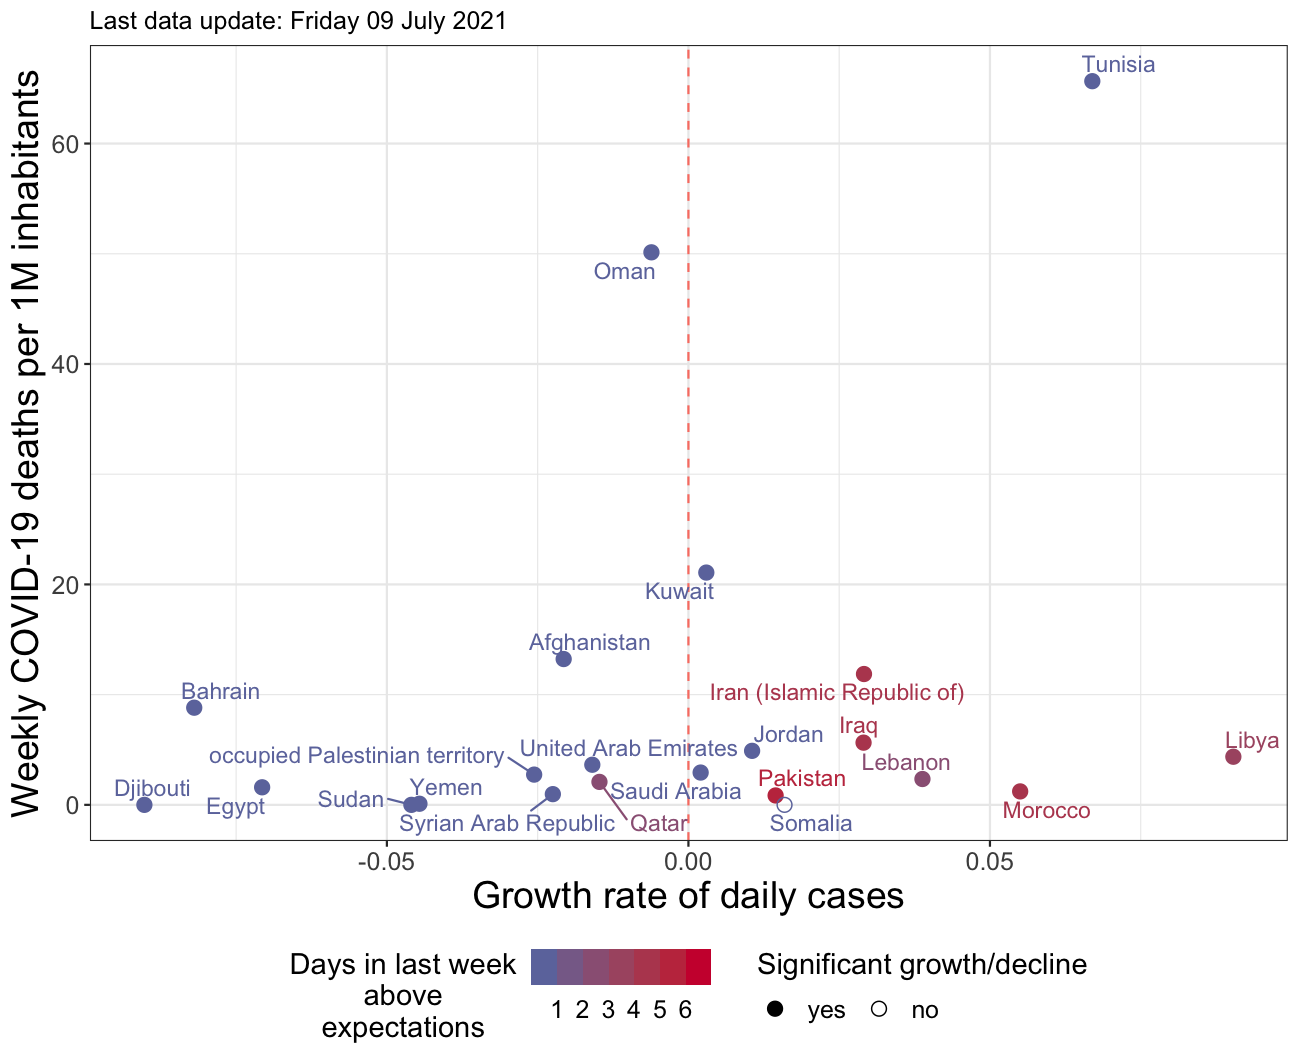 Last data update: Friday 09 July 2021
Weekly COVID-19 deaths per 1M inhabitants
60
40
20
0
Tunisia
Oman
Kuwait
Afghanistan
Bahrain
Iran (Islamic Republic of)
Iraq
Jordan
Libya
United Arab Emirates
occupied Palestinian territory
Lebanon
Pakistan
Djibouti
Yemen
Saudi Arabia
Sudan
Egypt
Morocco
Syrian Arab Republic
Qatar
Somalia
-0.05
0.00
0.05
Growth rate of daily cases
Days in last week
above
expectations
1 2 3 4 5 6
Significant growth/decline
yes no